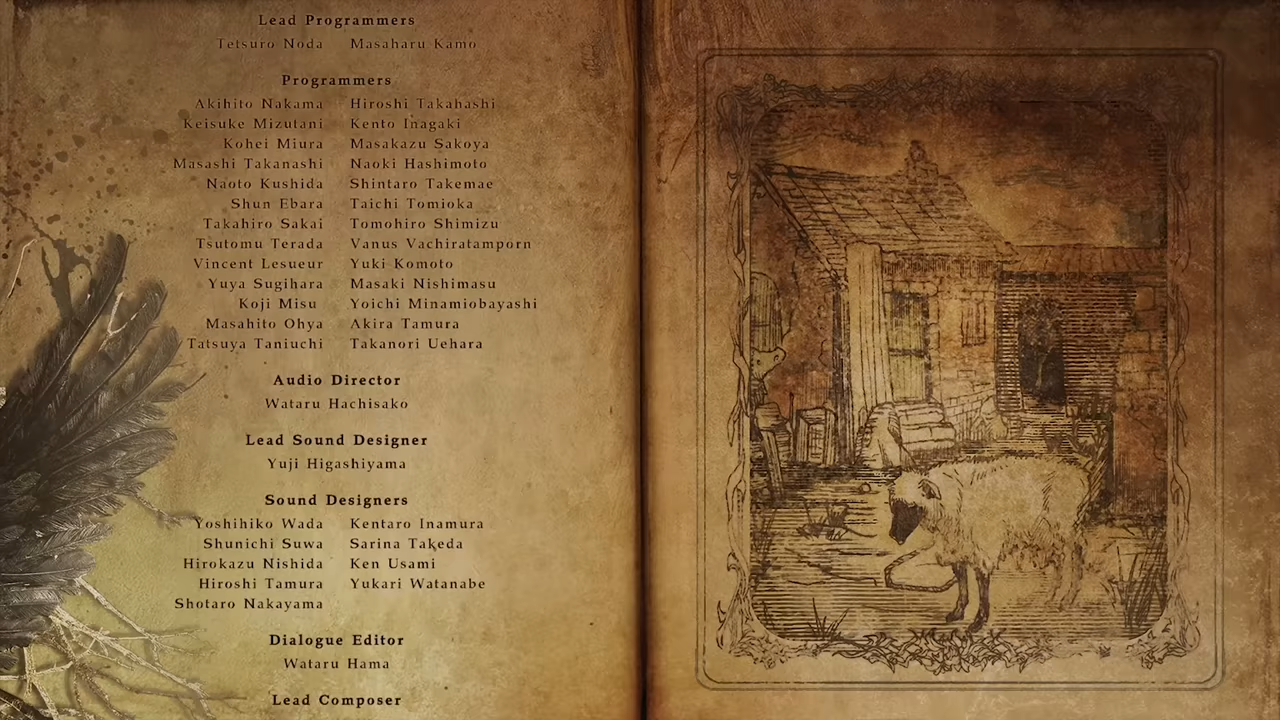 Lead Programmers
Tetsuro Noda Masaharu Kamo
Programmers
Akihito Nakama Hiroshi Takahashi
Keisuke Mizutani Kento Inagaki
Kohei Miura Masakazu Sakoya
Masashi Takanashi Naoki Hashimoto
Naoto Kushida Shintaro Takemae
Shun Ebara Taichi Tomioka
Takahiro Sakai Tomohiro Shimizu
Tsutomu Terada Vanus Vachiratamporn
Vincent Lesueur Yuki Komoto
Yuya Sugihara Masaki Nishimasu
Koji Misu Yoichi Minamiobayashi
Masahito Ohya Akira Tamura
Tatsuya Taniuchi Takanori Uehara
Audio Director
Wataru Hachisako
Lead Sound Designer
Yuji Higashiyama
Sound Designers
Yoshihiko Wada Kentaro Inamura
Shunichi Suwa Sarina Takeda
Hirokazu Nishida Ken Usami
Hiroshi Tamura Yukari Watanabe
Shotaro Nakayama
Dialogue Editor
Wataru Hama
Lead Composer